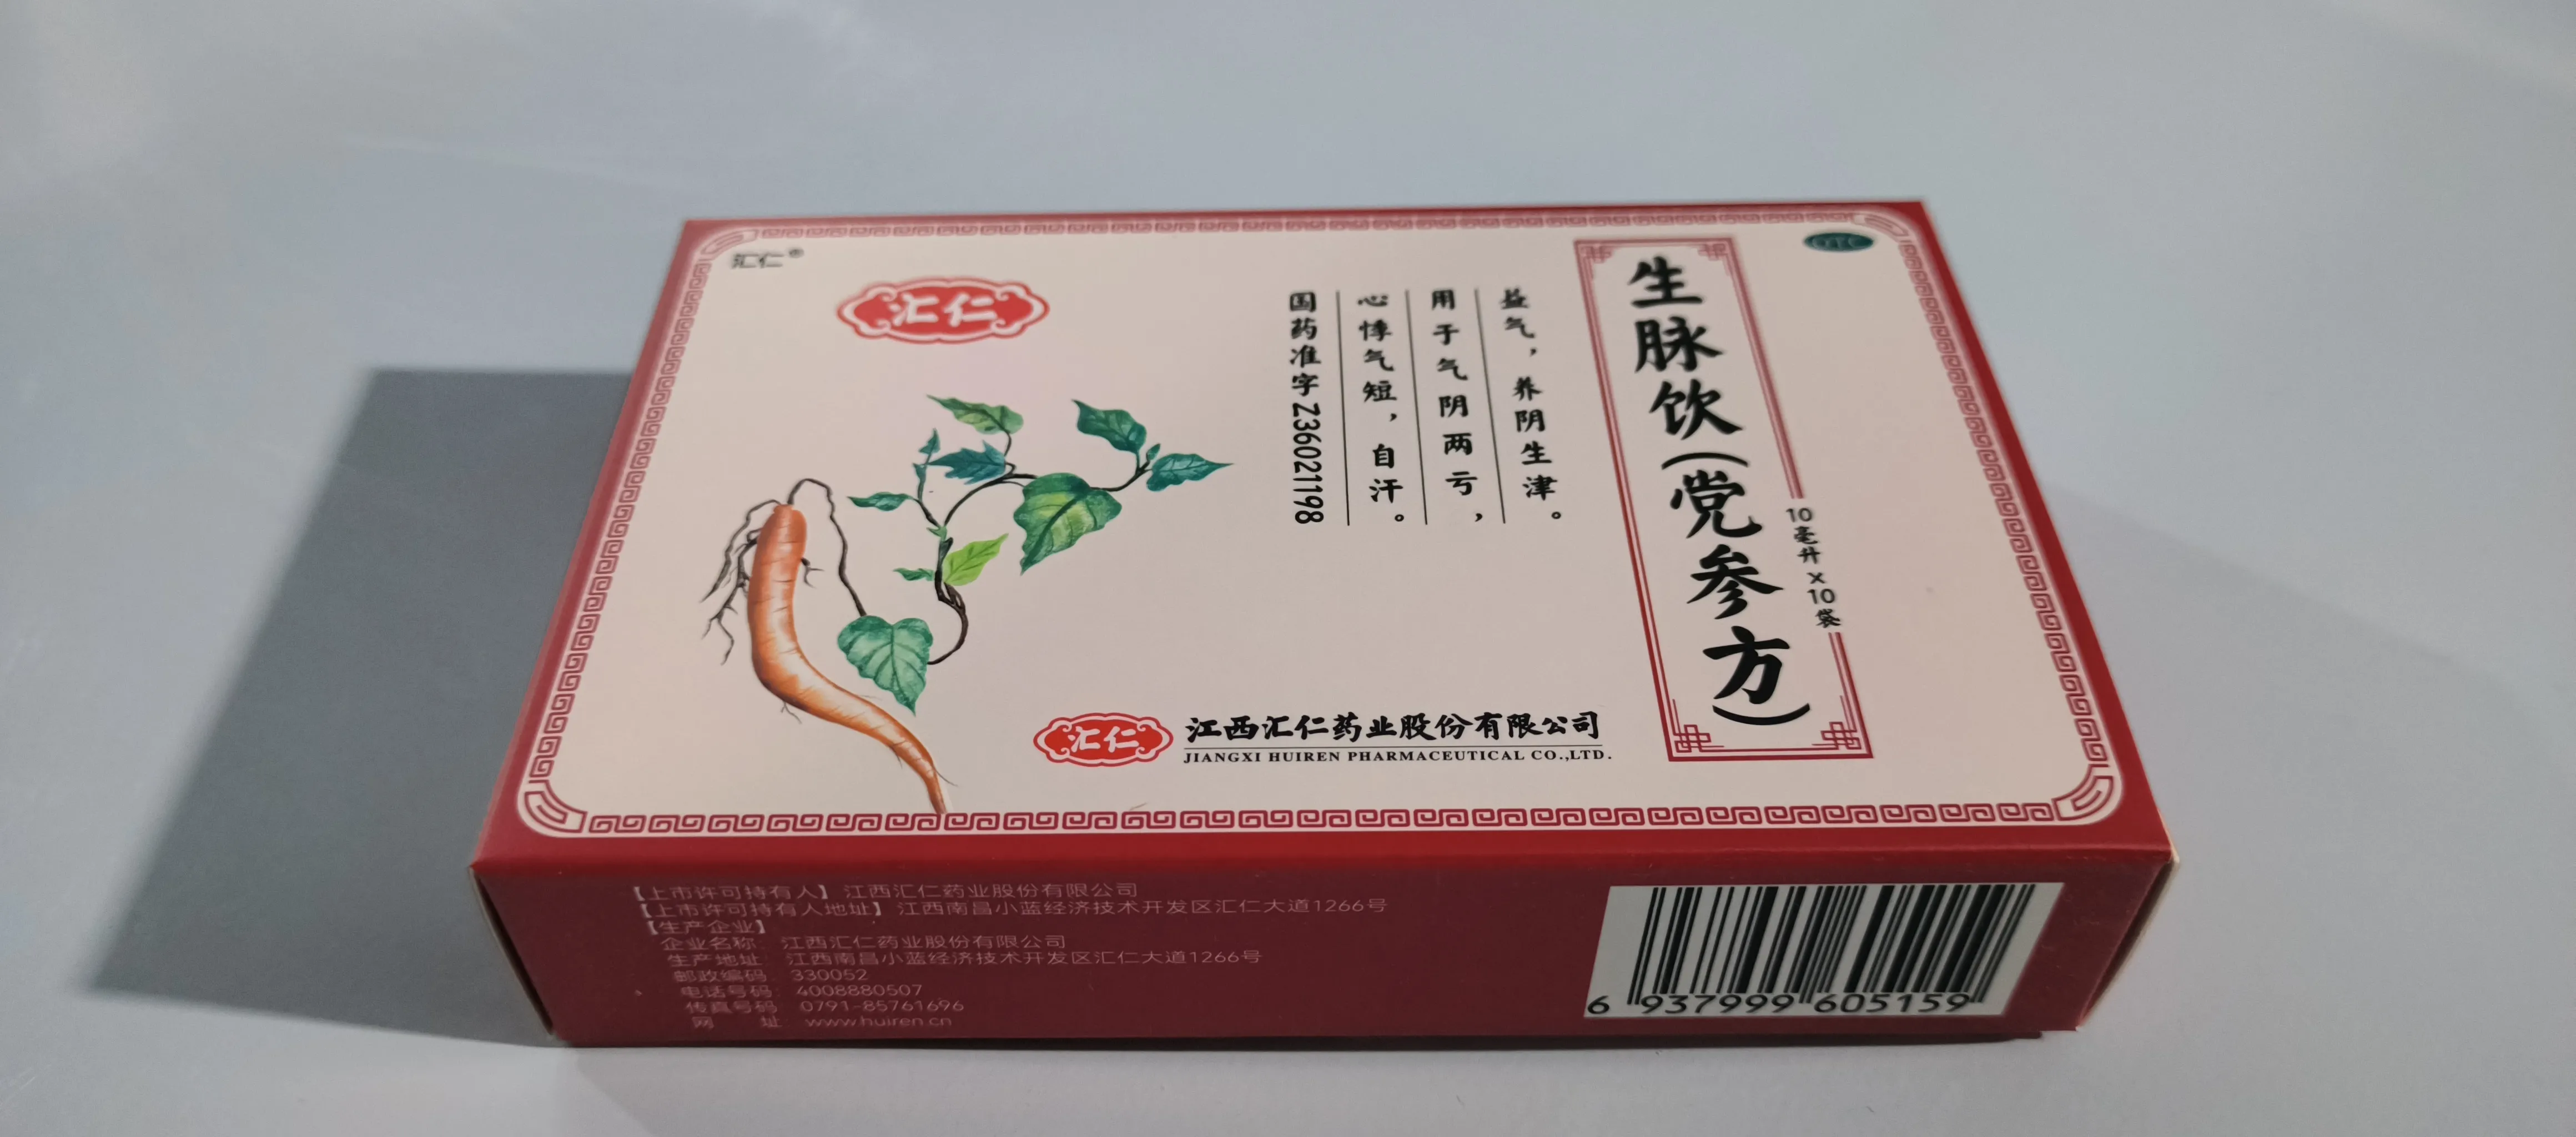 汇仁®
汇仁
OTC
生脉饮(党参方)
10毫升×10袋
益气，养阴生津。
用于气阴两亏，
心悸气短，自汗。
国药准字Z36021198
汇仁
江西汇仁药业股份有限公司
JIANGXI HUIREN PHARMACEUTICAL CO.,LTD.
【上市许可持有人】江西汇仁药业股份有限公司
【上市许可持有人地址】江西南昌小蓝经济技术开发区汇仁大道1266号
【生产企业】
企业名称：江西汇仁药业股份有限公司
生产地址：江西南昌小蓝经济技术开发区汇仁大道1266号
邮政编码：330052
电话号码：4008880507
传真号码：0791-85761696
网 址：www.huiren.cn
6 937999 605159